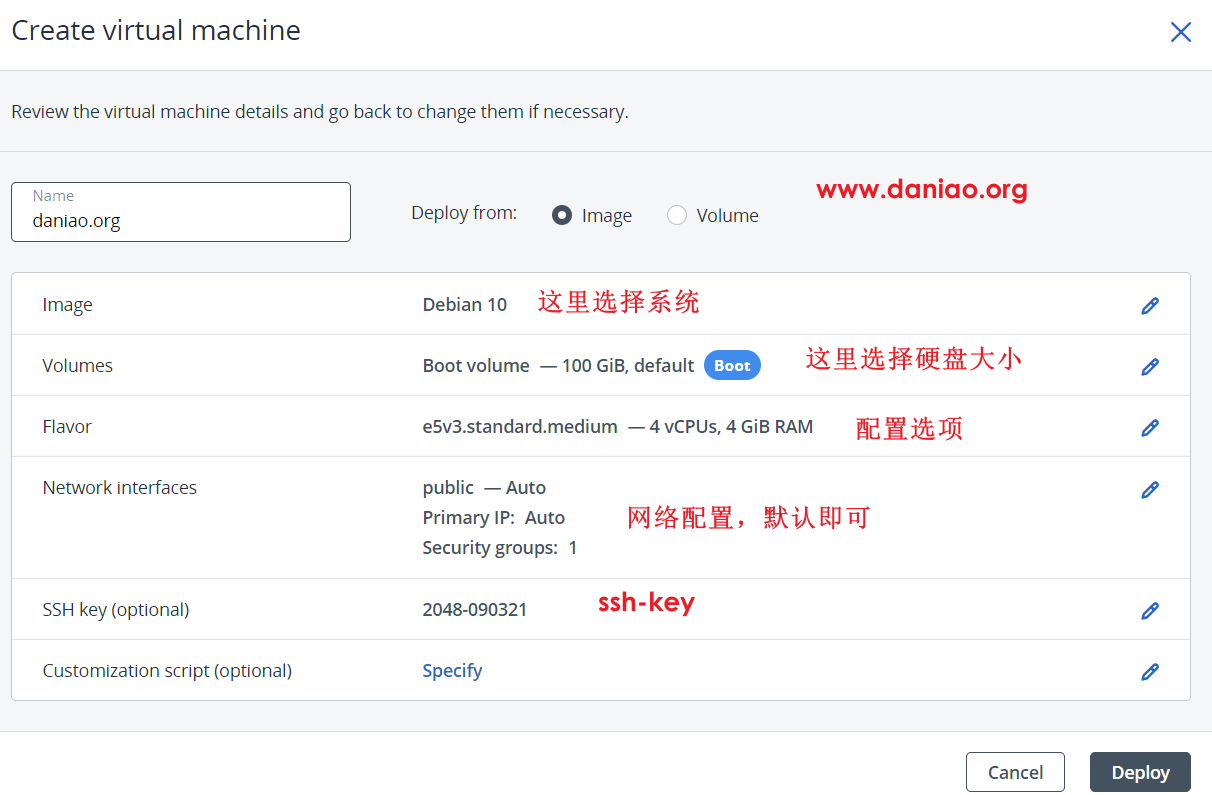 Create virtual machine
Review the virtual machine details and go back to change them if necessary.
www.daniao.org
Name
daniao.org
Deploy from: Image Volume
Image Debian 10 这里选择系统
Volumes Boot volume — 100 GiB, default Boot 这里选择硬盘大小
Flavor e5v3.standard.medium — 4 vCPUs, 4 GiB RAM 配置选项
Network interfaces public — Auto
Primary IP: Auto 网络配置，默认即可
Security groups: 1
SSH key (optional) 2048-090321 ssh-key
Customization script (optional) Specify
Cancel Deploy